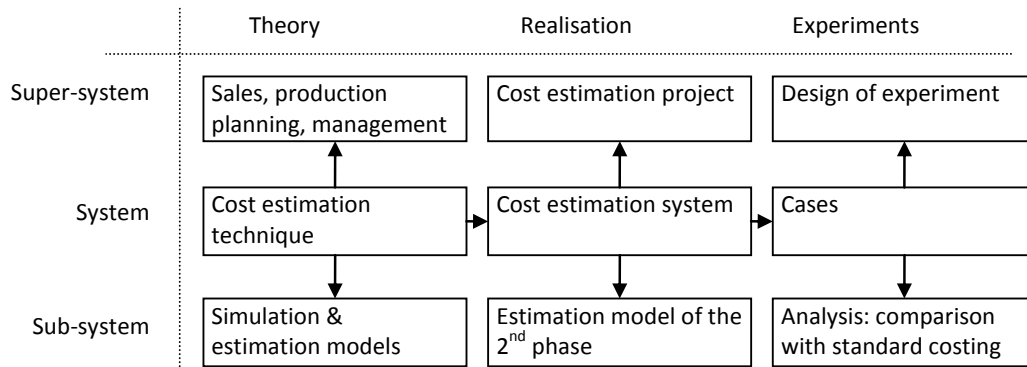 Theory Realisation Experiments
Super-system
Sales, production
planning, management
Cost estimation project
Design of experiment
System
Cost estimation
technique
Cost estimation system
Cases
Sub-system
Simulation &
estimation models
Estimation model of the
2nd phase
Analysis: comparison
with standard costing